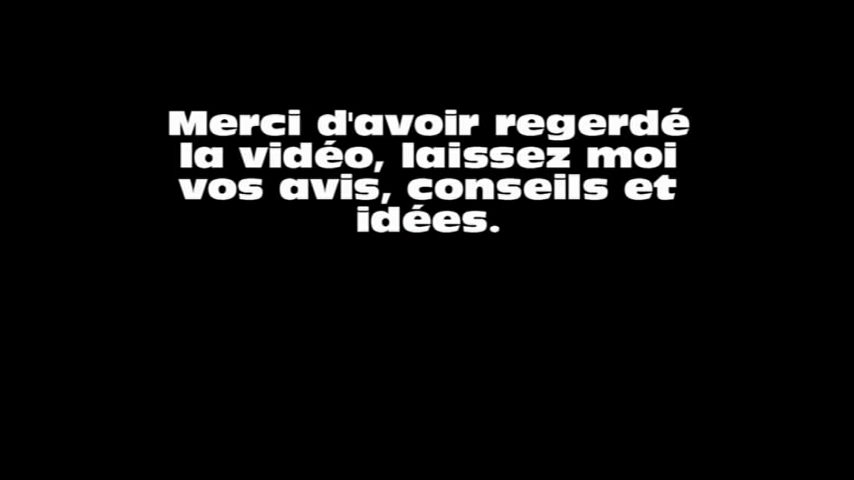 Merci d'avoir regerdé
la vidéo, laissez moi
vos avis, conseils et
idées.